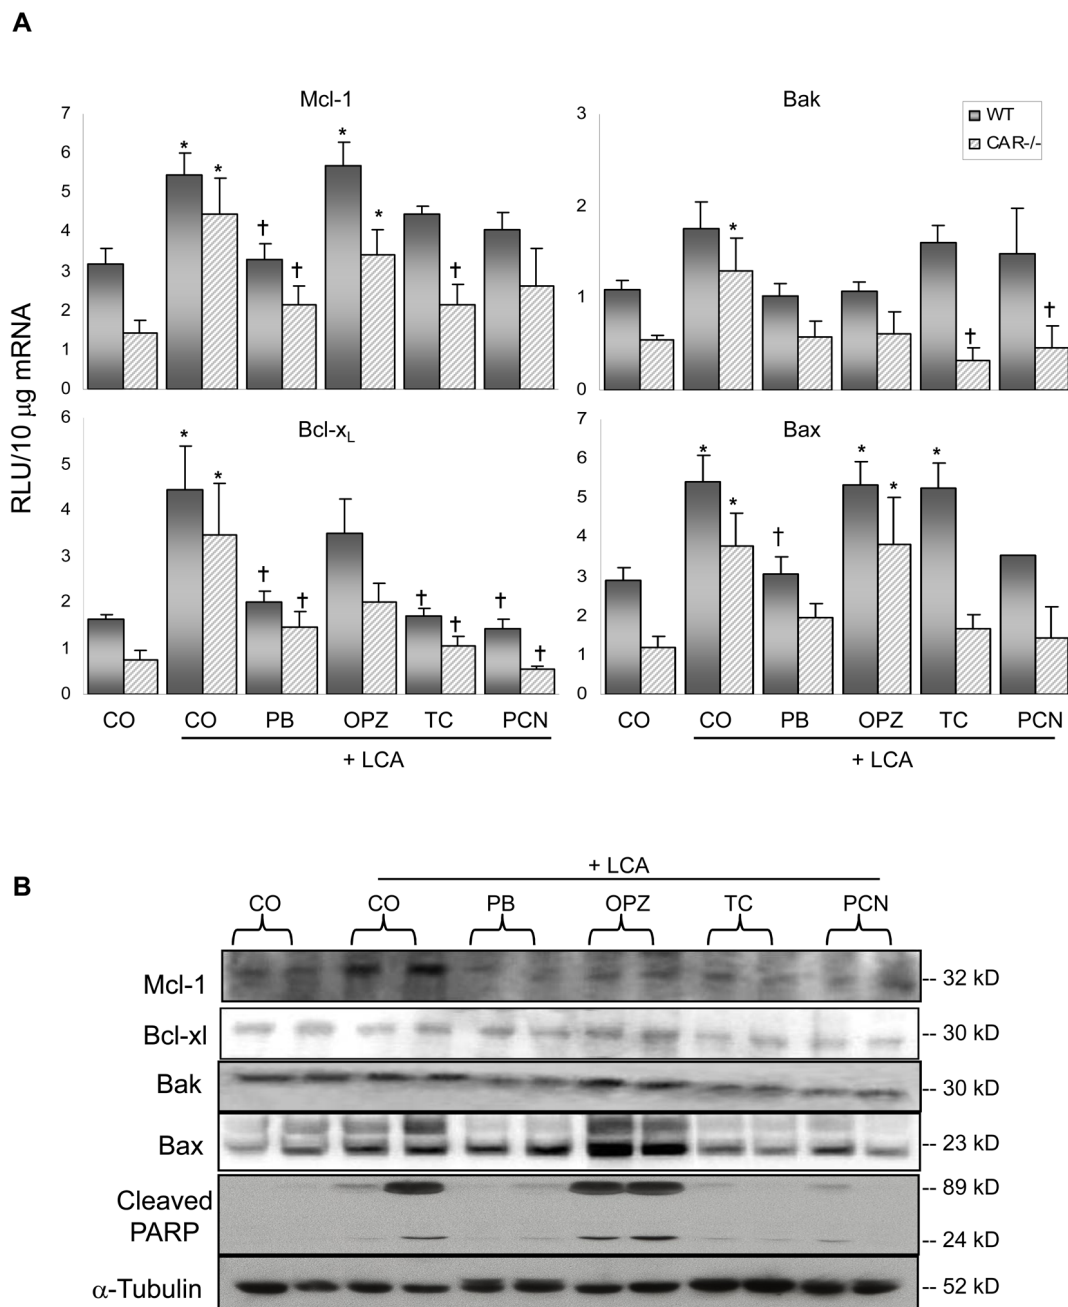 A
Mcl-1
Bak
WT
CAR-/-
7
6
5
4
3
2
1
0
3
2
1
0
* * † † * * †
* † †
RLU/10 µg mRNA
Bcl-xL
Bax
6
5
4
3
2
1
0
7
6
5
4
3
2
1
0
* * † † † † † †
* * † * * *
CO CO PB OPZ TC PCN
CO CO PB OPZ TC PCN
+ LCA
+ LCA
B
+ LCA
CO CO PB OPZ TC PCN
Mcl-1 -- 32 kD
Bcl-xl -- 30 kD
Bak -- 30 kD
Bax -- 23 kD
-- 89 kD
Cleaved
PARP
-- 24 kD
α-Tubulin -- 52 kD